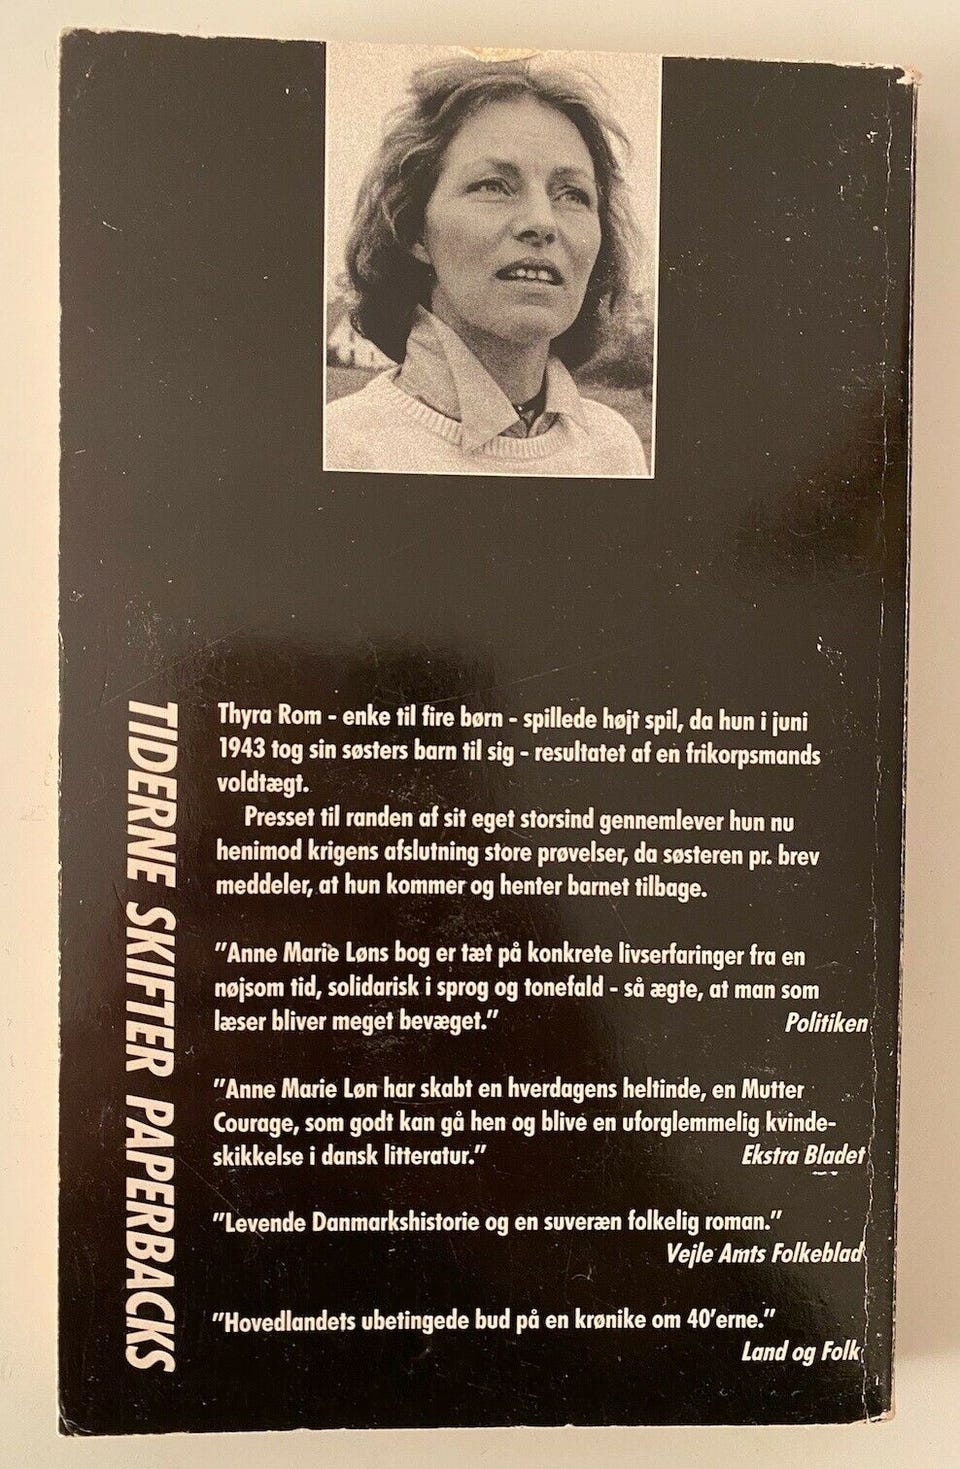 Thyra Rom - enke til fire børn - spillede højt spil, da hun i juni
1943 tog sin søsters barn til sig - resultatet af en frikorpsmands
voldtægt.
Presset til randen af sit eget storsind gennemlever hun nu
henimod krigens afslutning store prøvelser, da søsteren pr. brev
meddeler, at hun kommer og henter barnet tilbage.
"Anne Marie Løns bog er tæt på konkrete livserfaringer fra en
nøjsom tid, solidarisk i sprog og tonefald - så ægte, at man som
læser bliver meget bevæget."
Politiken
"Anne Marie Løn har skabt en hverdagens heltinde, en Mutter
Courage, som godt kan gå hen og blive en uforglemmelig kvinde-
skikkelse i dansk litteratur."
Ekstra Bladet
"Levende Danmarkshistorie og en suveræn folkelig roman."
Vejle Amts Folkeblad
"Hovedlandets ubetingede bud på en krønike om 40'erne."
Land og Folk
TIDERNE SKIFTER PAPERBACKS